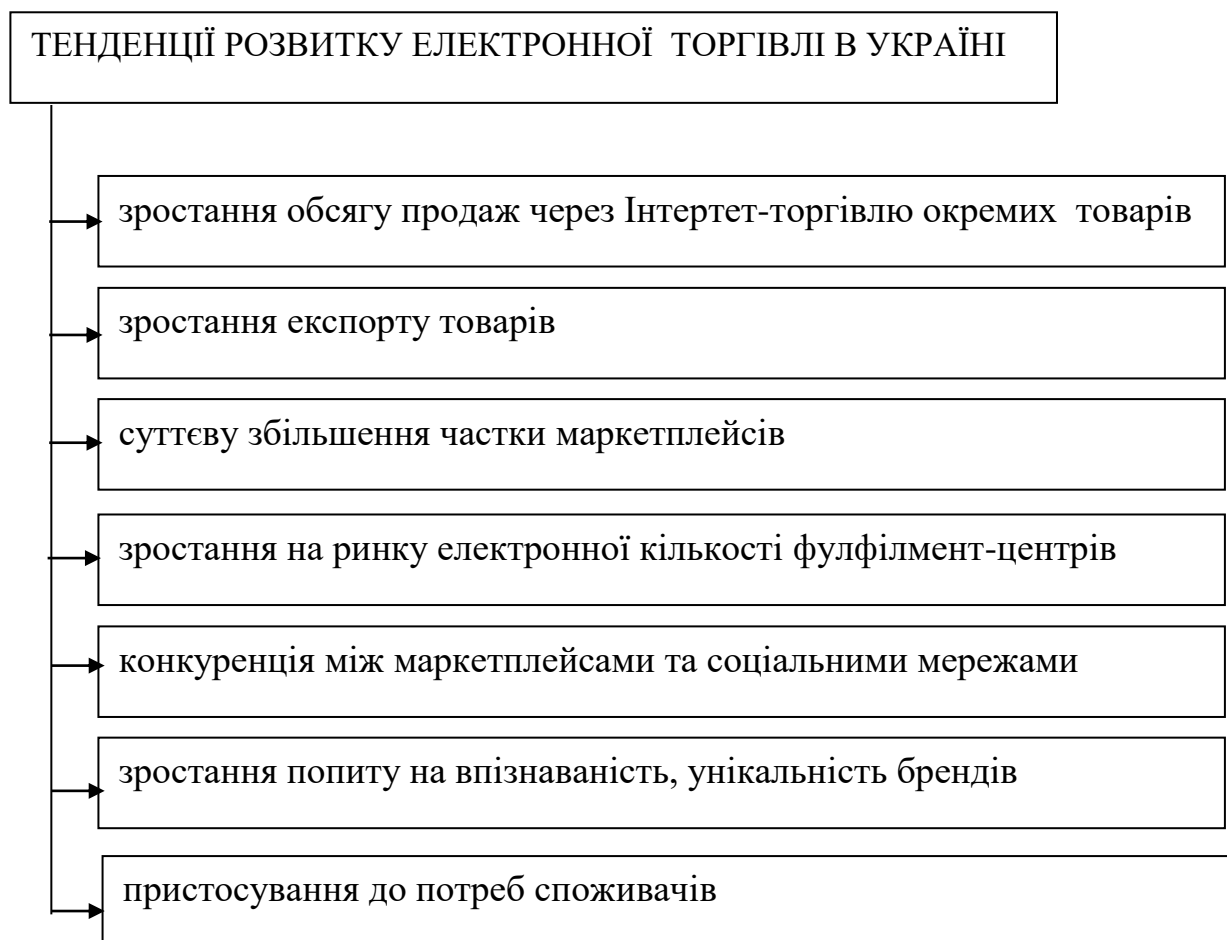 ТЕНДЕНЦІЇ РОЗВИТКУ ЕЛЕКТРОННОЇ ТОРГІВЛІ В УКРАЇНІ
зростання обсягу продаж через Інтертет-торгівлю окремих товарів
зростання експорту товарів
суттєву збільшення частки маркетплейсів
зростання на ринку електронної кількості фулфілмент-центрів
конкуренція між маркетплейсами та соціальними мережами
зростання попиту на впізнаваність, унікальність брендів
пристосування до потреб споживачів